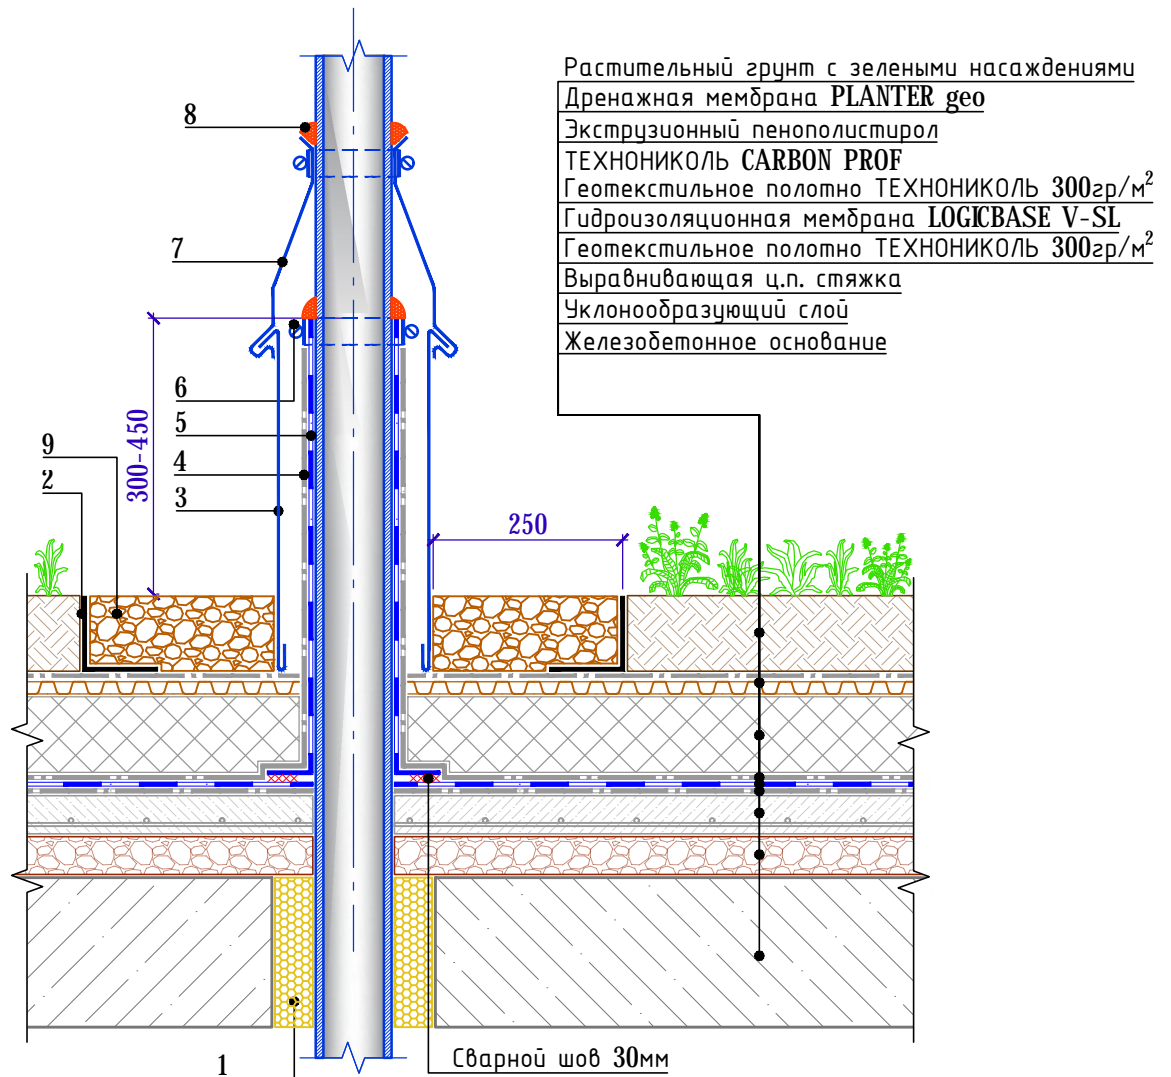 Растительный грунт с зелеными насаждениями
Дренажная мембрана PLANTER geo
Экструзионный пенополистирол
ТЕХНОНИКОЛЬ CARBON PROF
Геотекстильное полотно ТЕХНОНИКОЛЬ 300гр/м²
Гидроизоляционная мембрана LOGICBASE V-SL
Геотекстильное полотно ТЕХНОНИКОЛЬ 300гр/м²
Выравнивающая ц.п. стяжка
Уклонообразующий слой
Железобетонное основание
8
7
6
5
9
4
2
3
300-450
250
1
Сварной шов 30мм